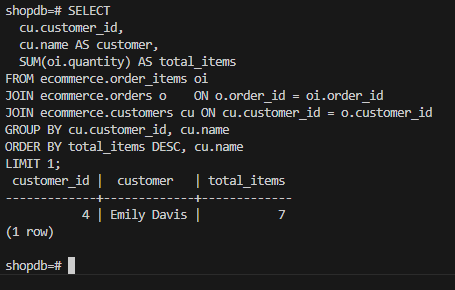 shopdb=# SELECT
  cu.customer_id,
  cu.name AS customer,
  SUM(oi.quantity) AS total_items
FROM ecommerce.order_items oi
JOIN ecommerce.orders o    ON o.order_id = oi.order_id
JOIN ecommerce.customers cu ON cu.customer_id = o.customer_id
GROUP BY cu.customer_id, cu.name
ORDER BY total_items DESC, cu.name
LIMIT 1;
 customer_id |  customer   | total_items
-------------+-------------+-------------
           4 | Emily Davis |           7
(1 row)
shopdb=#